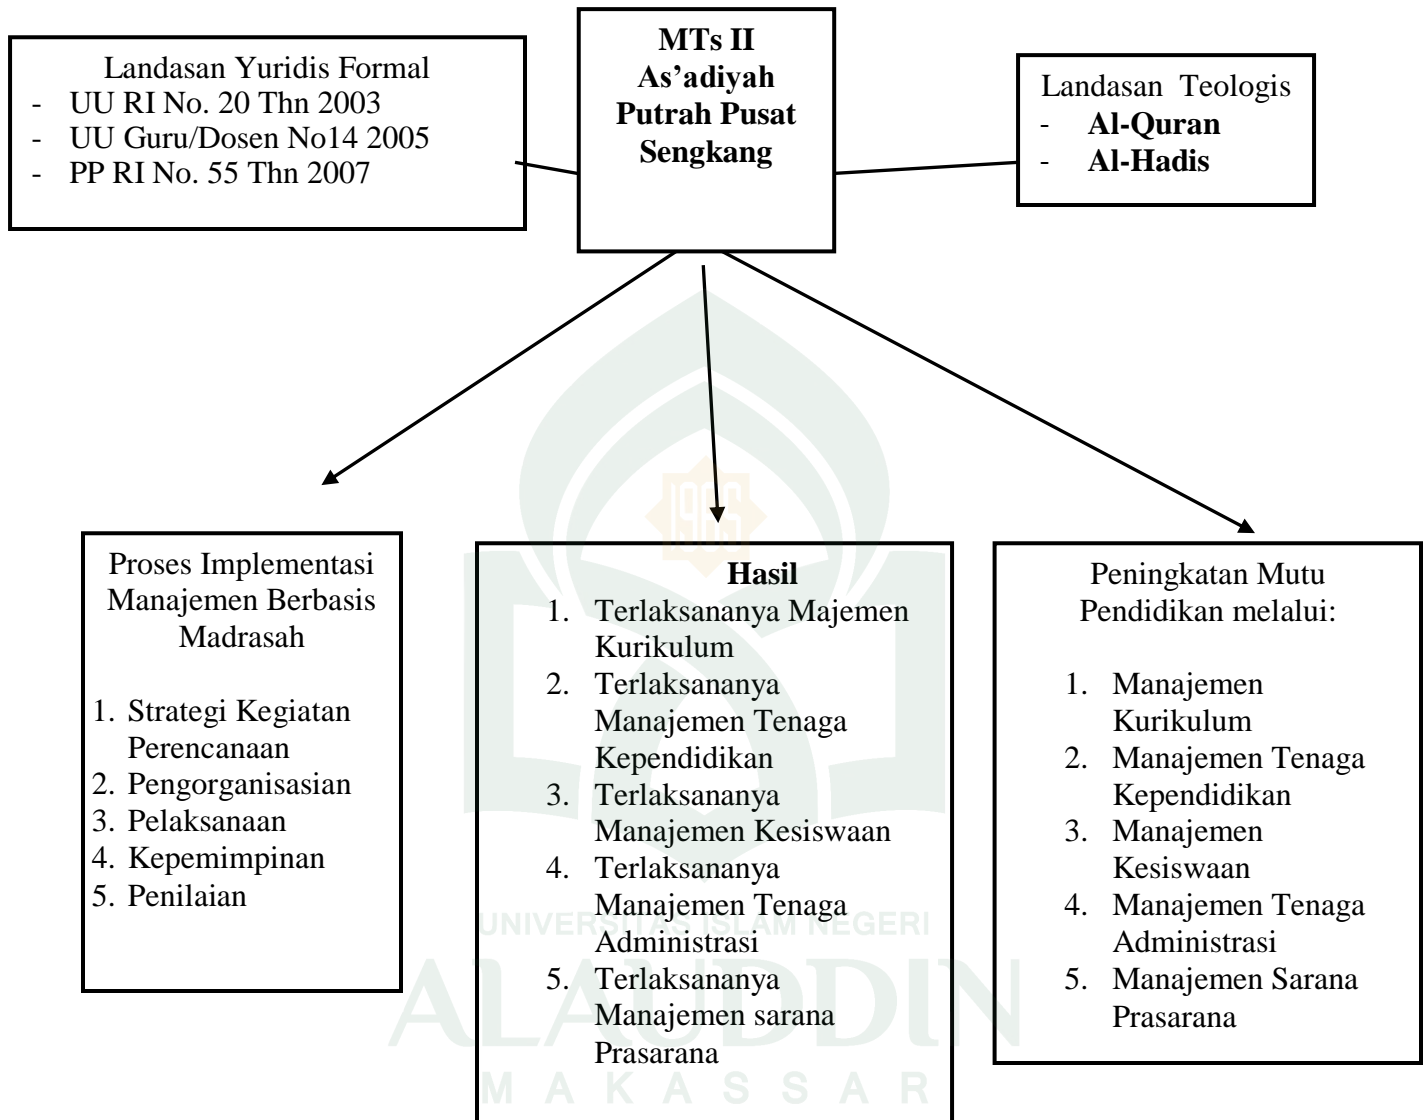 Landasan Yuridis Formal
- UU RI No. 20 Thn 2003
- UU Guru/Dosen No14 2005
- PP RI No. 55 Thn 2007
MTs II
As’adiyah
Putrah Pusat
Sengkang
Landasan Teologis
- Al-Quran
- Al-Hadis
Proses Implementasi
Manajemen Berbasis
Madrasah
1. Strategi Kegiatan
Perencanaan
2. Pengorganisasian
3. Pelaksanaan
4. Kepemimpinan
5. Penilaian
Hasil
1. Terlaksananya Majemen
Kurikulum
2. Terlaksananya
Manajemen Tenaga
Kependidikan
3. Terlaksananya
Manajemen Kesiswaan
4. Terlaksananya
Manajemen Tenaga
Administrasi
5. Terlaksananya
Manajemen sarana
Prasarana
Peningkatan Mutu
Pendidikan melalui:
1. Manajemen
Kurikulum
2. Manajemen Tenaga
Kependidikan
3. Manajemen
Kesiswaan
4. Manajemen Tenaga
Administrasi
5. Manajemen Sarana
Prasarana
1965
UNIVERSITAS ISLAM NEGERI
ALAUDDIN
MAKASSAR